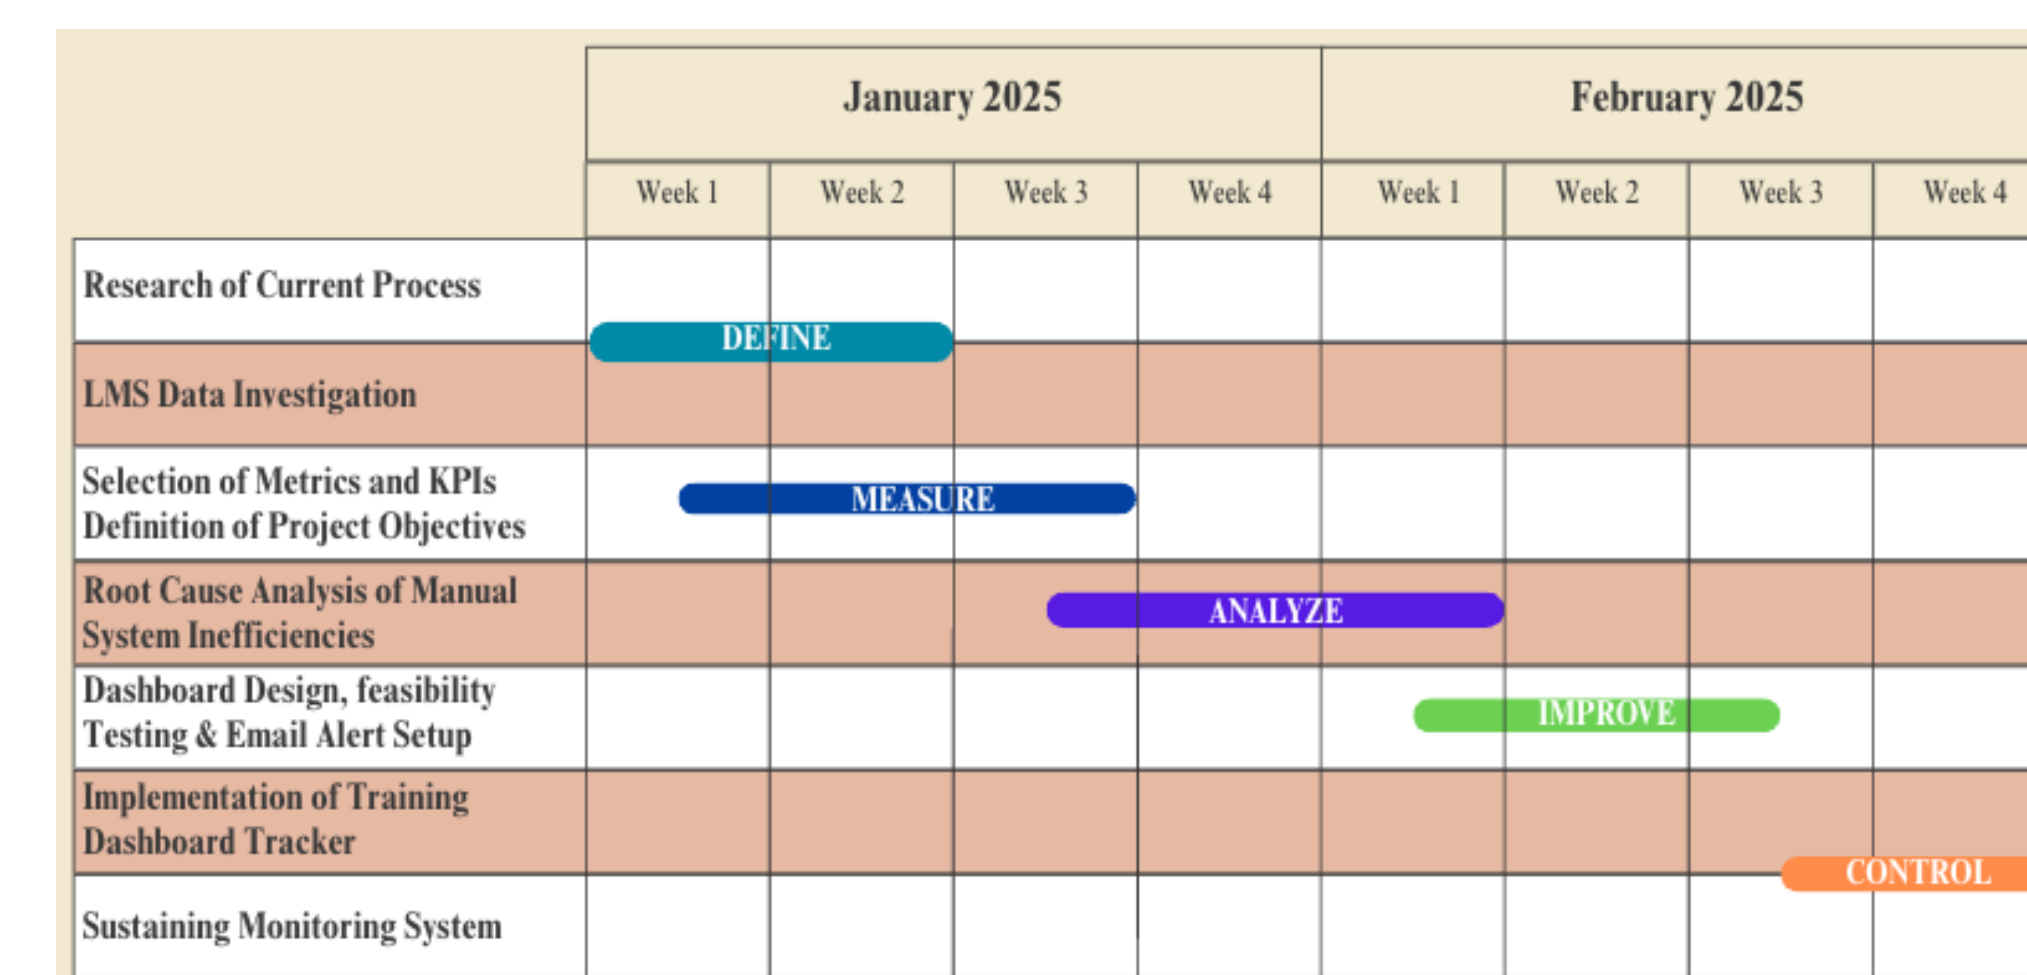 January 2025
February 2025
Week 1
Week 2
Week 3
Week 4
Week 1
Week 2
Week 3
Week 4
Research of Current Process
DEFINE
LMS Data Investigation
Selection of Metrics and KPIs
Definition of Project Objectives
MEASURE
Root Cause Analysis of Manual
System Inefficiencies
ANALYZE
Dashboard Design, feasibility
Testing & Email Alert Setup
IMPROVE
Implementation of Training
Dashboard Tracker
CONTROL
Sustaining Monitoring System